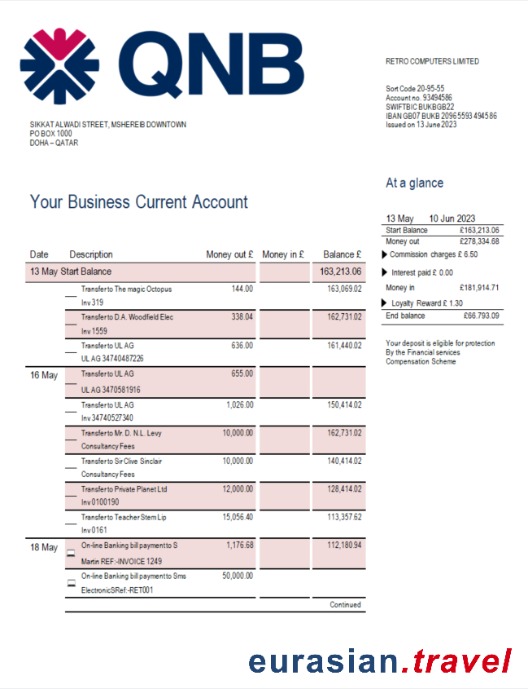 QNB
RETRO COMPUTERS LIMITED
Sort Code 20-95-55
Account no. 93494586
SWIFTBIC BUKBGB22
IBAN GB07 BUKB 20965593494586
Issued on 13 June 2023
SIKKAT ALWADI STREET, MSHEREIB DOWNTOWN
PO BOX 1000
DOHA – QATAR
At a glance
Your Business Current Account
13 May 10 Jun 2023
Start Balance £163,213.06
Money out £278,334.68
Commission charges £ 6.50
Interest paid £ 0.00
Money in £181,914.71
Loyalty Reward £ 1.30
End balance £66.793.09
Your deposit is eligible for protection
By the Financial services
Compensation Scheme
Date Description Money out £ Money in £ Balance £
13 May Start Balance 163,213.06
Transfer to The magic Octopus 144.00 163,069.02
Inv 319
Transfer to D.A. Woodfield Elec 338.04 162,731.02
Inv 1559
Transfer to UL AG 636.00 161,440.02
UL AG 34740487226
16 May Transfer to UL AG 655.00
UL AG 3470581916
Transfer to UL AG 1,026.00 150,414.02
Inv 34740527340
Transfer to Mr. D. N.L. Levy 10,000.00 162,731.02
Consultancy Fees
Transfer to Sir Clive Sinclair 10,000.00 140,414.02
Consultancy Fees
Transfer to Private Planet Ltd 12,000.00 128,414.02
Inv 0100190
Transfer to Teacher Stem Lip 15,056.40 113,357.62
Inv 0161
18 May On-line Banking bill payment to S 1,176.68 112,180.94
Martin REF:-INVOICE 1249
On-line Banking bill payment to Sms 50,000.00
ElectronicSRef:-RET001
Continued
eurasian.travel